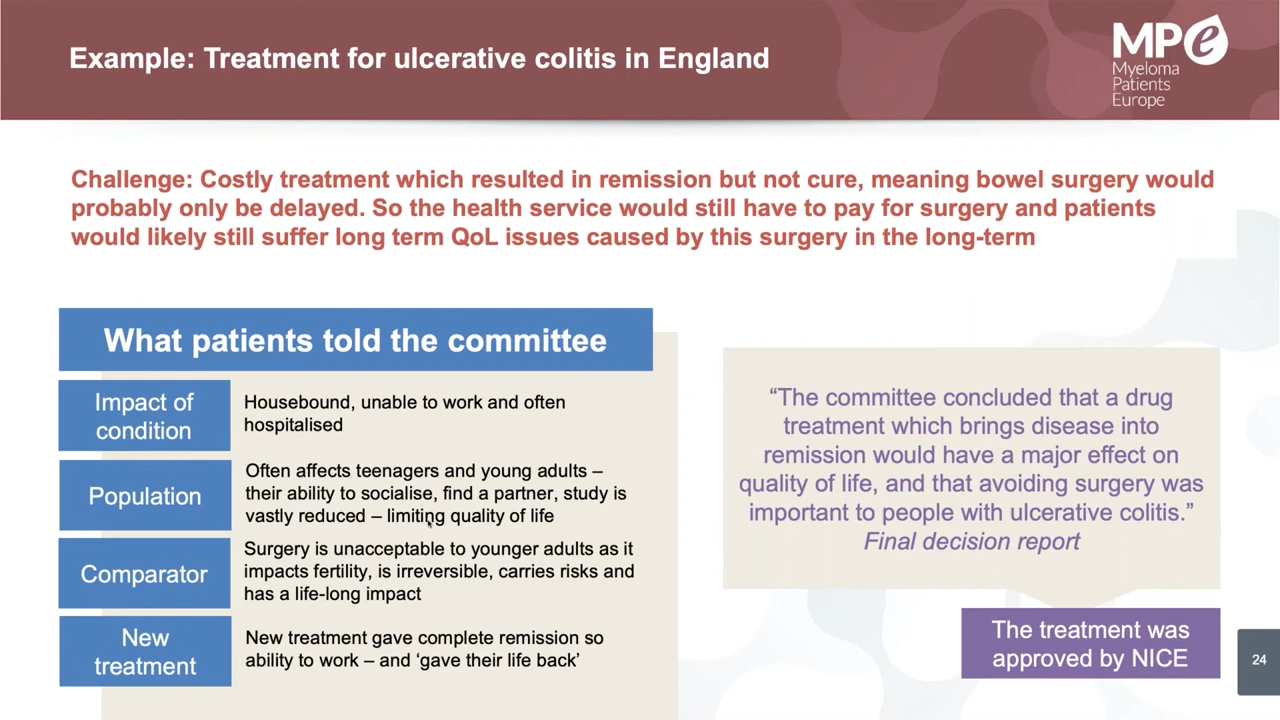 Example: Treatment for ulcerative colitis in England
MPe
Myeloma
Patients
Europe
Challenge: Costly treatment which resulted in remission but not cure, meaning bowel surgery would
probably only be delayed. So the health service would still have to pay for surgery and patients
would likely still suffer long term QoL issues caused by this surgery in the long-term
What patients told the committee
Impact of
condition
Housebound, unable to work and often
hospitalised
Population
Often affects teenagers and young adults –
their ability to socialise, find a partner, study is
vastly reduced – limiting quality of life
Comparator
Surgery is unacceptable to younger adults as it
impacts fertility, is irreversible, carries risks and
has a life-long impact
New
treatment
New treatment gave complete remission so
ability to work – and ‘gave their life back’
“The committee concluded that a drug
treatment which brings disease into
remission would have a major effect on
quality of life, and that avoiding surgery was
important to people with ulcerative colitis.”
Final decision report
The treatment was
approved by NICE
24